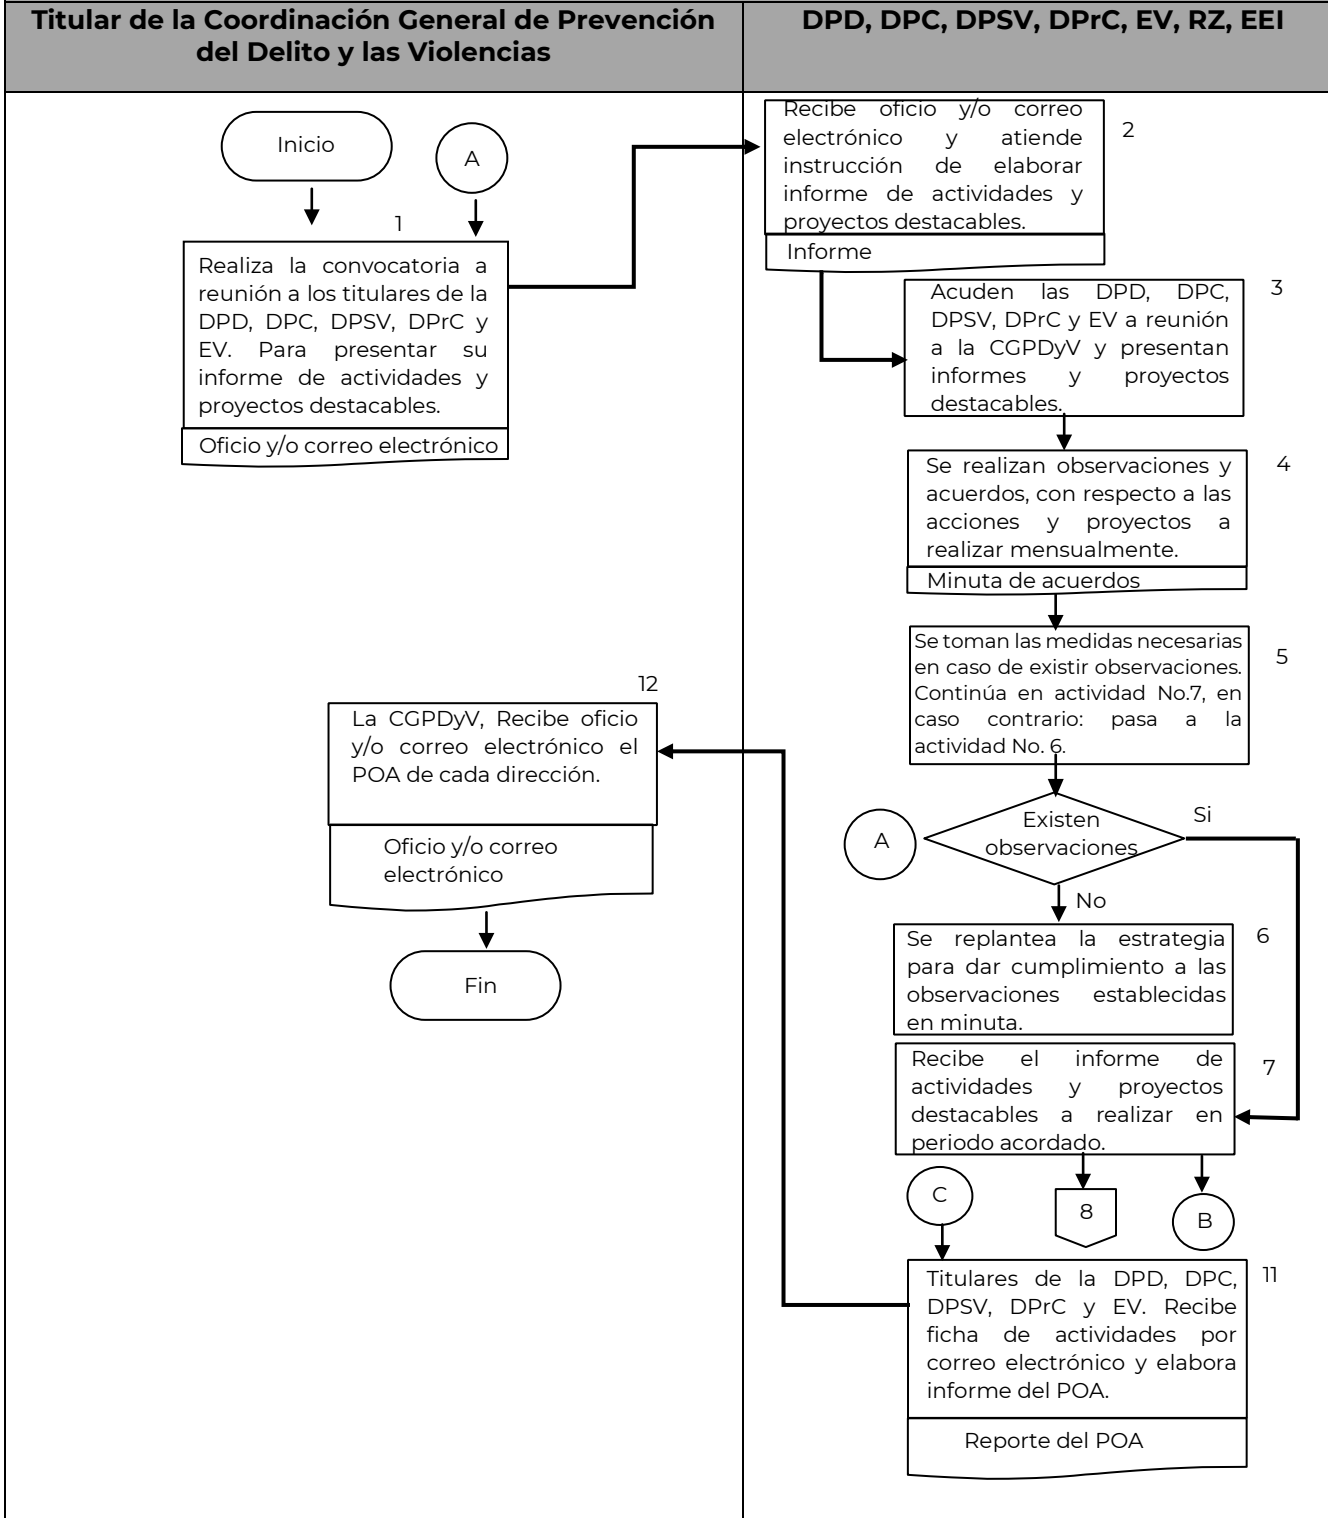 Titular de la Coordinación General de Prevención
del Delito y las Violencias
DPD, DPC, DPSV, DPrC, EV, RZ, EEI
Inicio
A
1
Realiza la convocatoria a
reunión a los titulares de la
DPD, DPC, DPSV, DPrC y
EV. Para presentar su
informe de actividades y
proyectos destacables.
Oficio y/o correo electrónico
2
Recibe oficio y/o correo
electrónico y atiende
instrucción de elaborar
informe de actividades y
proyectos destacables.
Informe
3
Acuden las DPD, DPC,
DPSV, DPrC y EV a reunión
a la CGPDyV y presentan
informes y proyectos
destacables.
4
Se realizan observaciones y
acuerdos, con respecto a las
acciones y proyectos a
realizar mensualmente.
Minuta de acuerdos
5
Se toman las medidas necesarias
en caso de existir observaciones.
Continúa en actividad No.7, en
caso contrario: pasa a la
actividad No. 6.
A
Existen
observaciones
Si
No
6
Se replantea la estrategia
para dar cumplimiento a las
observaciones establecidas
en minuta.
7
Recibe el informe de
actividades y proyectos
destacables a realizar en
periodo acordado.
C
8
B
11
Titulares de la DPD, DPC,
DPSV, DPrC y EV. Recibe
ficha de actividades por
correo electrónico y elabora
informe del POA.
Reporte del POA
12
La CGPDyV, Recibe oficio
y/o correo electrónico el
POA de cada dirección.
Oficio y/o correo
electrónico
Fin